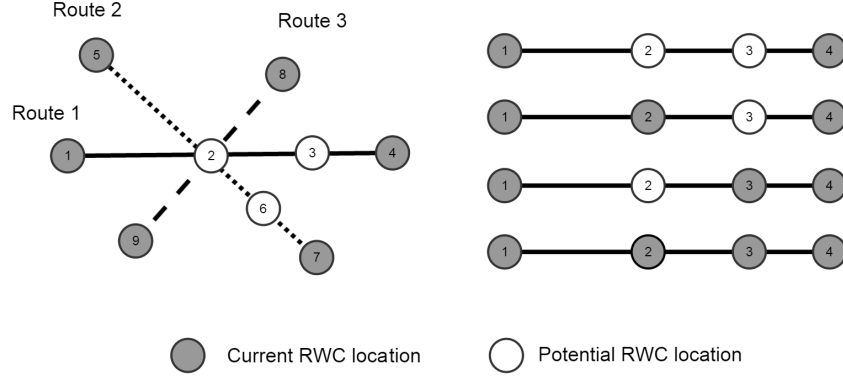 Route 2
Route 3
5
8
Route 1
1
2
3
4
6
9
7
1 2 3 4
1 2 3 4
1 2 3 4
1 2 3 4
Current RWC location
Potential RWC location